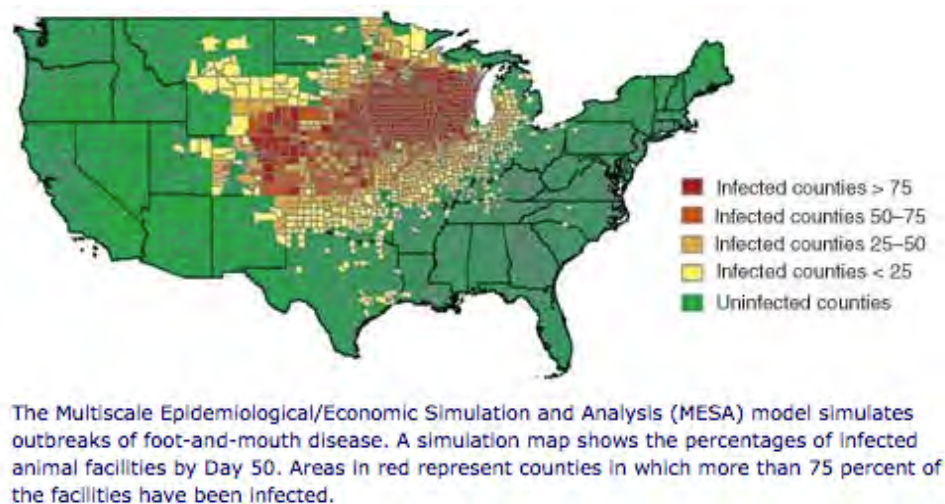 Infected counties > 75
Infected counties 50–75
Infected counties 25–50
Infected counties < 25
Uninfected counties
The Multiscale Epidemiological/Economic Simulation and Analysis (MESA) model simulates
outbreaks of foot-and-mouth disease. A simulation map shows the percentages of infected
animal facilities by Day 50. Areas in red represent counties in which more than 75 percent of
the facilities have been infected.